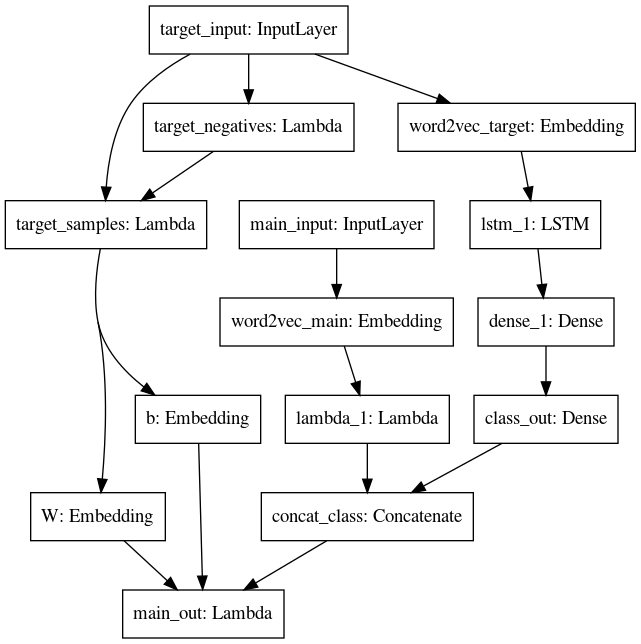 target_input: InputLayer
target_negatives: Lambda
word2vec_target: Embedding
target_samples: Lambda
main_input: InputLayer
lstm_1: LSTM
word2vec_main: Embedding
dense_1: Dense
b: Embedding
lambda_1: Lambda
class_out: Dense
W: Embedding
concat_class: Concatenate
main_out: Lambda